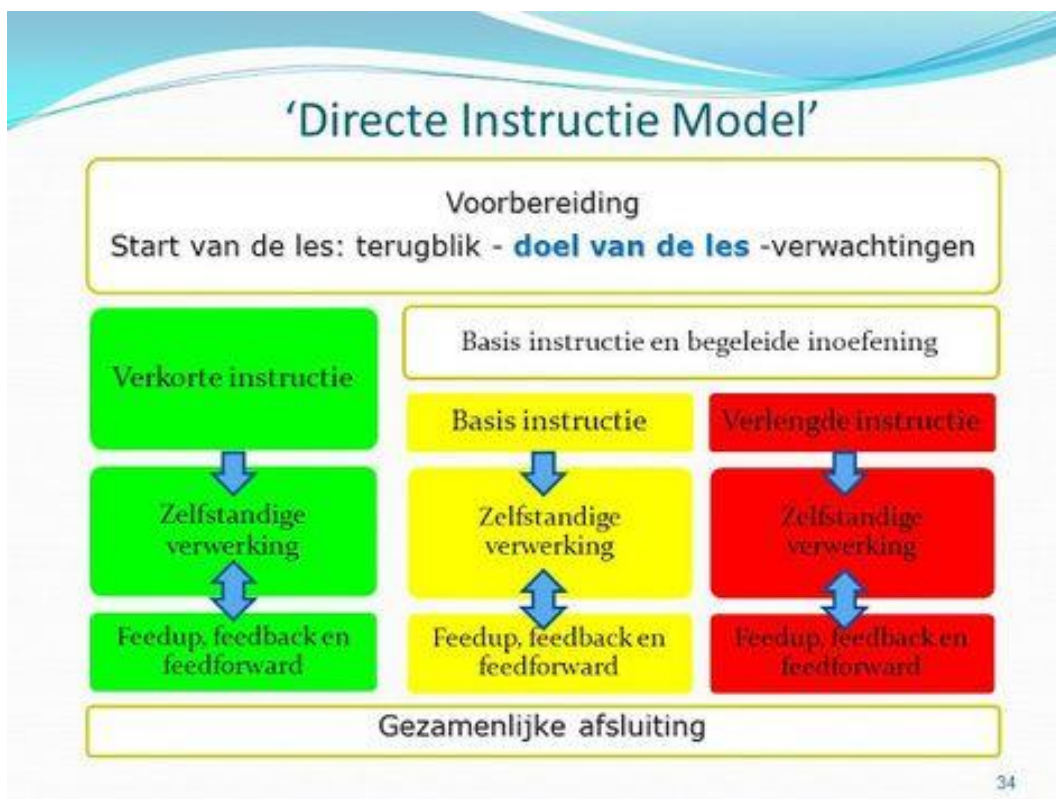 ‘Directe Instructie Model’
Voorbereiding
Start van de les: terugblik - doel van de les -verwachtingen
Verkorte instructie
Basis instructie en begeleide inoefening
Basis instructie
Verlengde instructie
Zelfstandige
verwerking
Zelfstandige
verwerking
Zelfstandige
verwerking
Feedup, feedback en
feedforward
Feedup, feedback en
feedforward
Feedup, feedback en
feedforward
Gezamenlijke afsluiting
34